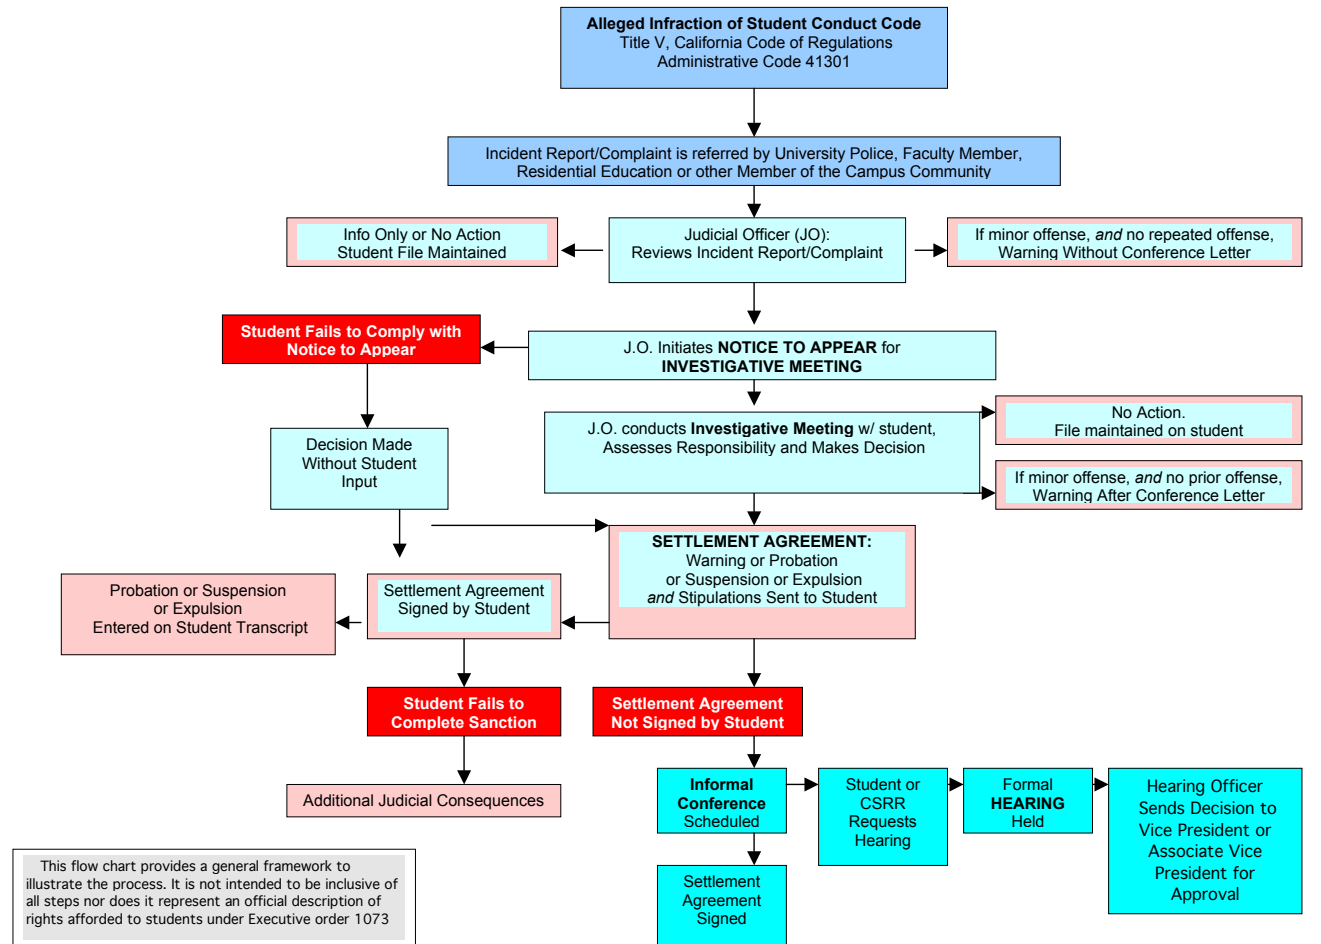 Alleged Infraction of Student Conduct Code
Title V, California Code of Regulations
Administrative Code 41301
Incident Report/Complaint is referred by University Police, Faculty Member,
Residential Education or other Member of the Campus Community
Info Only or No Action
Student File Maintained
Judicial Officer (JO):
Reviews Incident Report/Complaint
If minor offense, and no repeated offense,
Warning Without Conference Letter
Student Fails to Comply with
Notice to Appear
J.O. Initiates NOTICE TO APPEAR for
INVESTIGATIVE MEETING
J.O. conducts Investigative Meeting w/ student,
Assesses Responsibility and Makes Decision
No Action.
File maintained on student
If minor offense, and no prior offense,
Warning After Conference Letter
Decision Made
Without Student
Input
SETTLEMENT AGREEMENT:
Warning or Probation
or Suspension or Expulsion
and Stipulations Sent to Student
Settlement Agreement
Signed by Student
Probation or Suspension
or Expulsion
Entered on Student Transcript
Student Fails to
Complete Sanction
Settlement Agreement
Not Signed by Student
Additional Judicial Consequences
Informal
Conference
Scheduled
Student or
CSRR
Requests
Hearing
Formal
HEARING
Held
Hearing Officer
Sends Decision to
Vice President or
Associate Vice
President for
Approval
Settlement
Agreement
Signed
This flow chart provides a general framework to
illustrate the process. It is not intended to be inclusive of
all steps nor does it represent an official description of
rights afforded to students under Executive order 1073